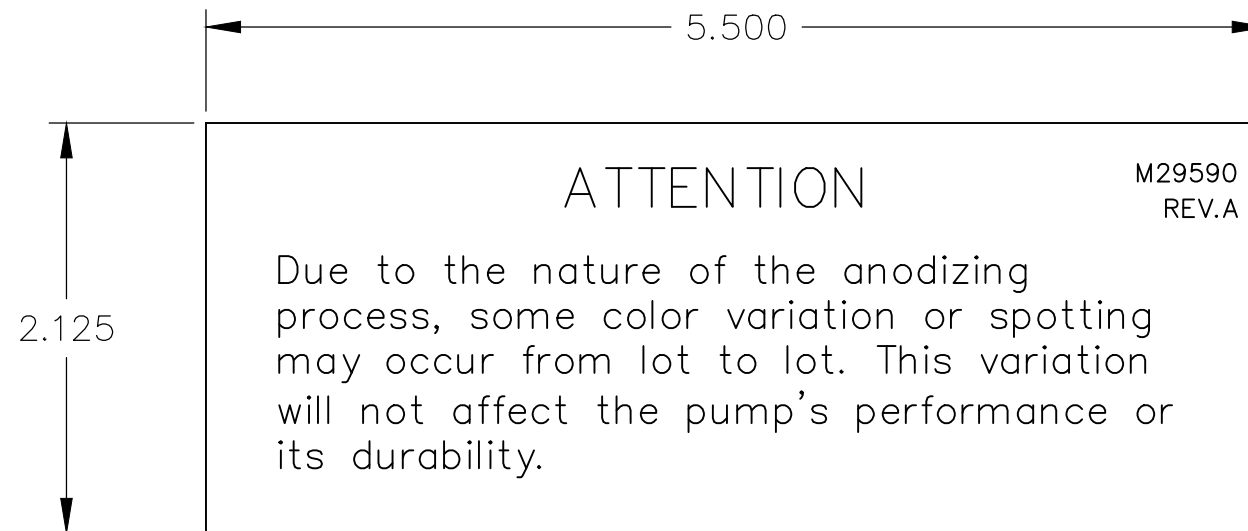 5.500
ATTENTION
M29590
REV.A
Due to the nature of the anodizing
process, some color variation or spotting
may occur from lot to lot. This variation
will not affect the pump's performance or
its durability.
2.125